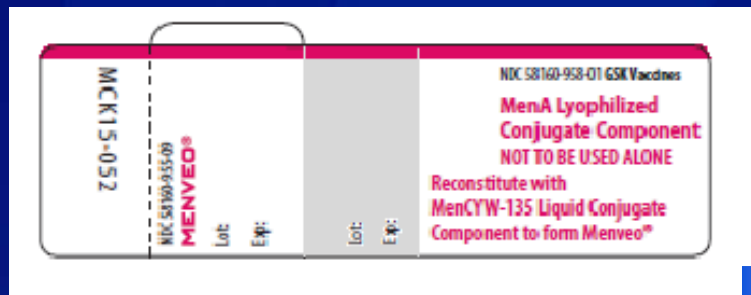 MCK15-052
NDC 58160-955-09
MENVEO®
Lot:
Exp:
Lot:
Exp:
NDC 58160-958-01 GSK Vaccines
MenA Lyophilized
Conjugate Component
NOT TO BE USED ALONE
Reconstitute with
MenCYW-135 Liquid Conjugate
Component to form Menveo®